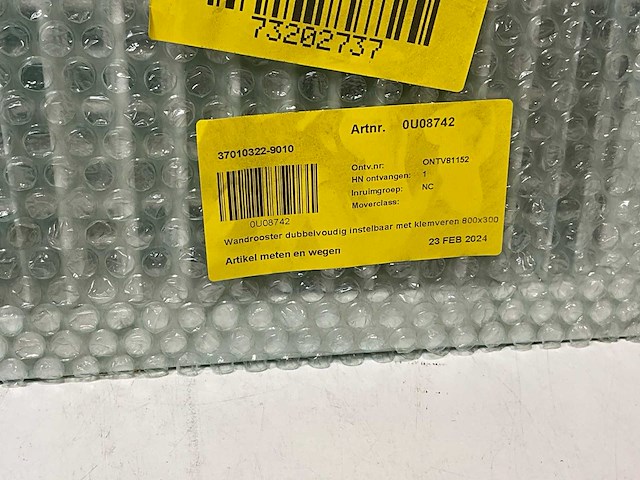 73202737
Artnr. 0U08742
37010322-9010
Ontv.nr: ONTV81152
HN ontvangen: 1
Inruimgroep: NC
Moverclass:
0U08742
Wandrooster dubbelvoudig instelbaar met klemveren 800x300
23 FEB 2024
Artikel meten en wegen